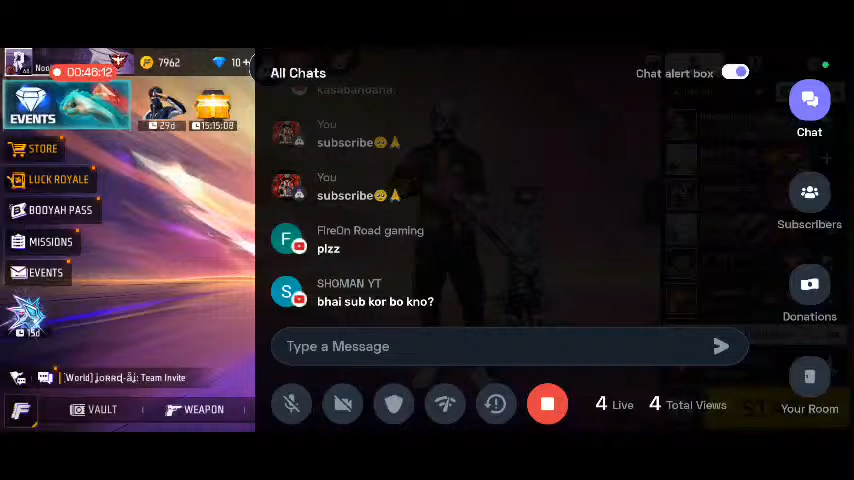 00:46:12
7962
10+
EVENTS
29d
15:15:08
STORE
LUCK ROYALE
BOOYAH PASS
MISSIONS
EVENTS
15d
[World]
Team Invite
VAULT
WEAPON
All Chats
Chat alert box
kasabandana.
You
subscribe🥺🙏
You
subscribe🥺🙏
FireOn Road gaming
F
plzz
SHOMAN YT
S
bhai sub kor bo kno?
Type a Message
4 Live
4 Total Views
Chat
Subscribers
Donations
Your Room